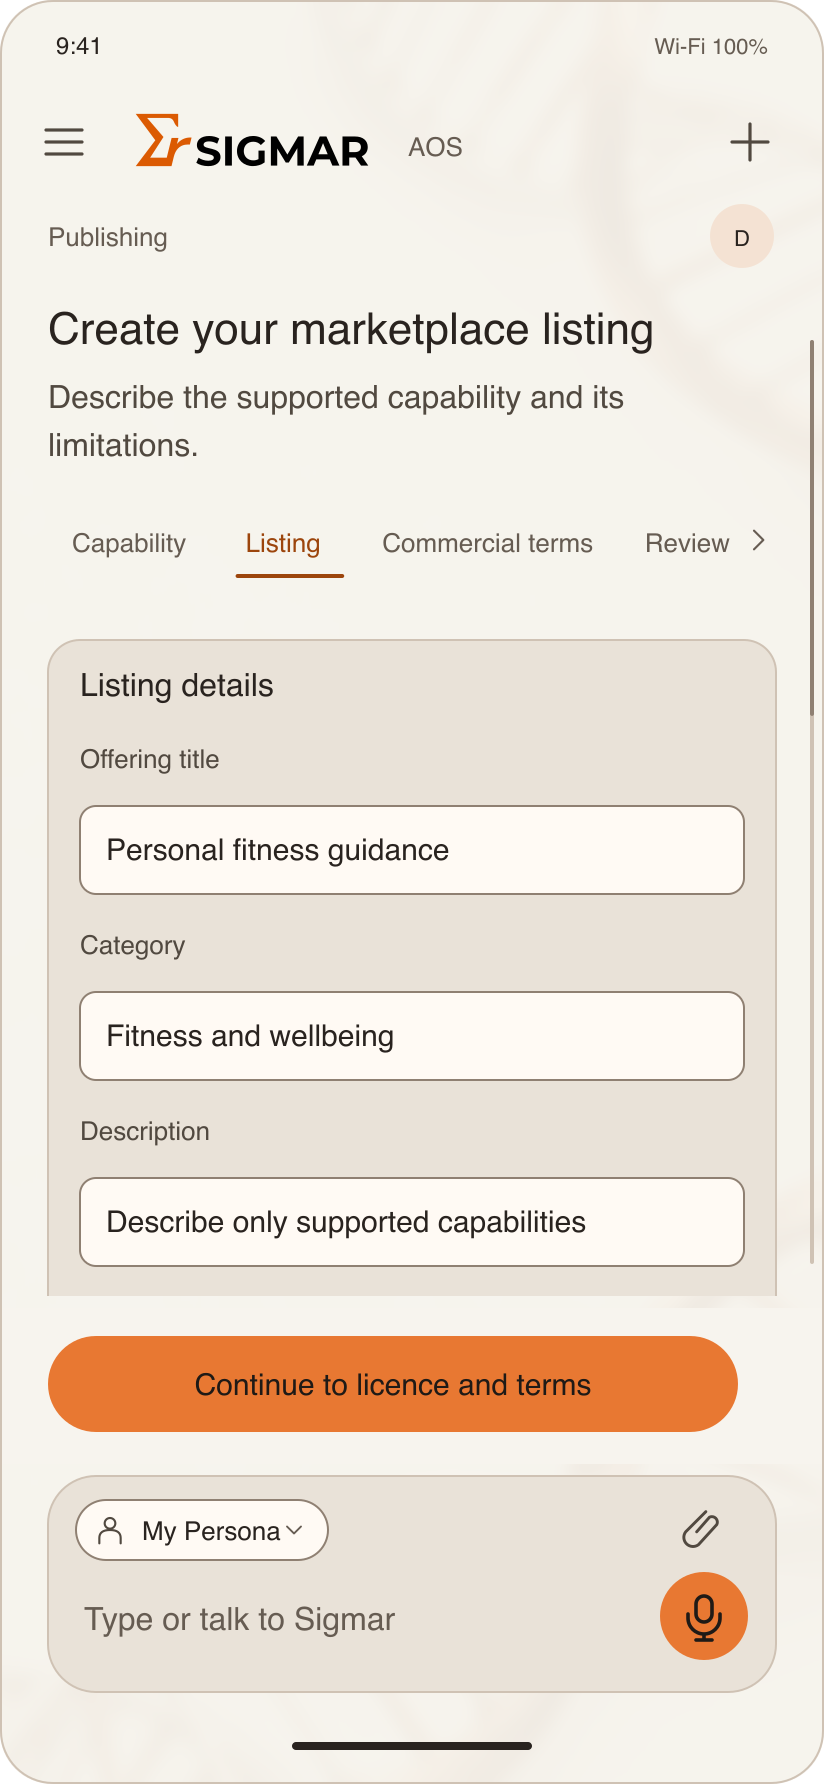 9:41
Wi-Fi 100%
Σr SIGMAR
AOS
Publishing
D
Create your marketplace listing
Describe the supported capability and its
limitations.
Capability Listing Commercial terms Review
Listing details
Offering title
Personal fitness guidance
Category
Fitness and wellbeing
Description
Describe only supported capabilities
Continue to licence and terms
My Persona
Type or talk to Sigmar